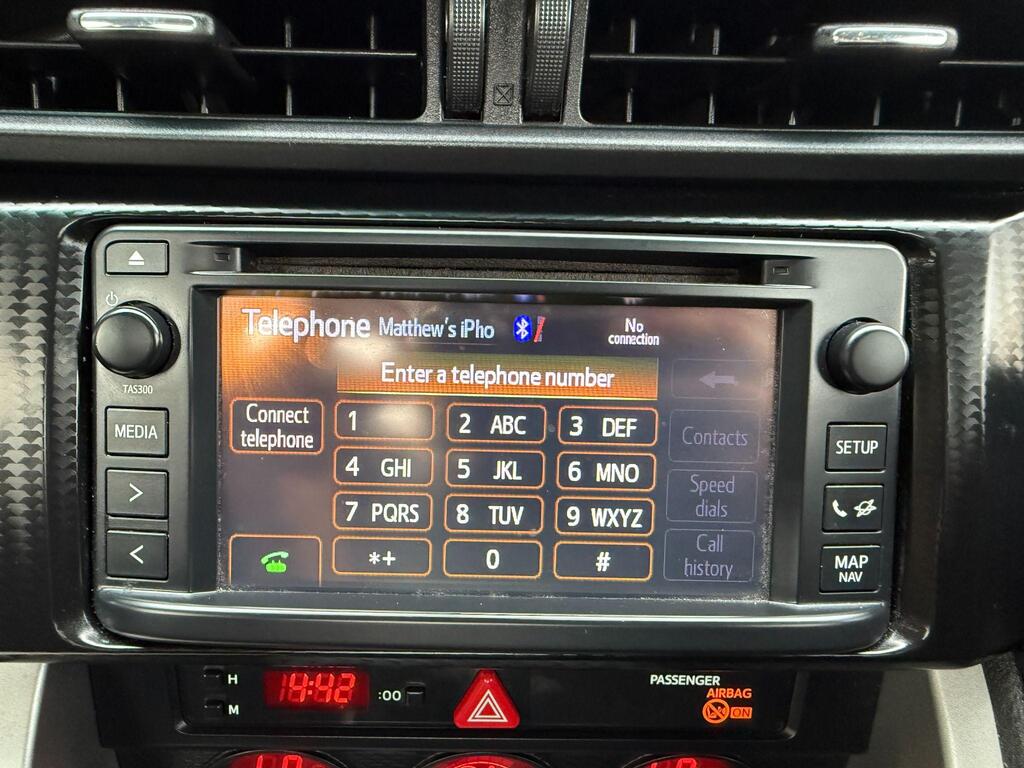 Telephone Matthew's iPho
No
connection
Enter a telephone number
Connect
telephone
1
2 ABC
3 DEF
4 GHI
5 JKL
6 MNO
7 PQRS
8 TUV
9 WXYZ
*+
0
#
Contacts
Speed
dials
Call
history
TAS300
MEDIA
>
<
SETUP
MAP
NAV
H
M
14:42
:00
PASSENGER
AIRBAG
ON